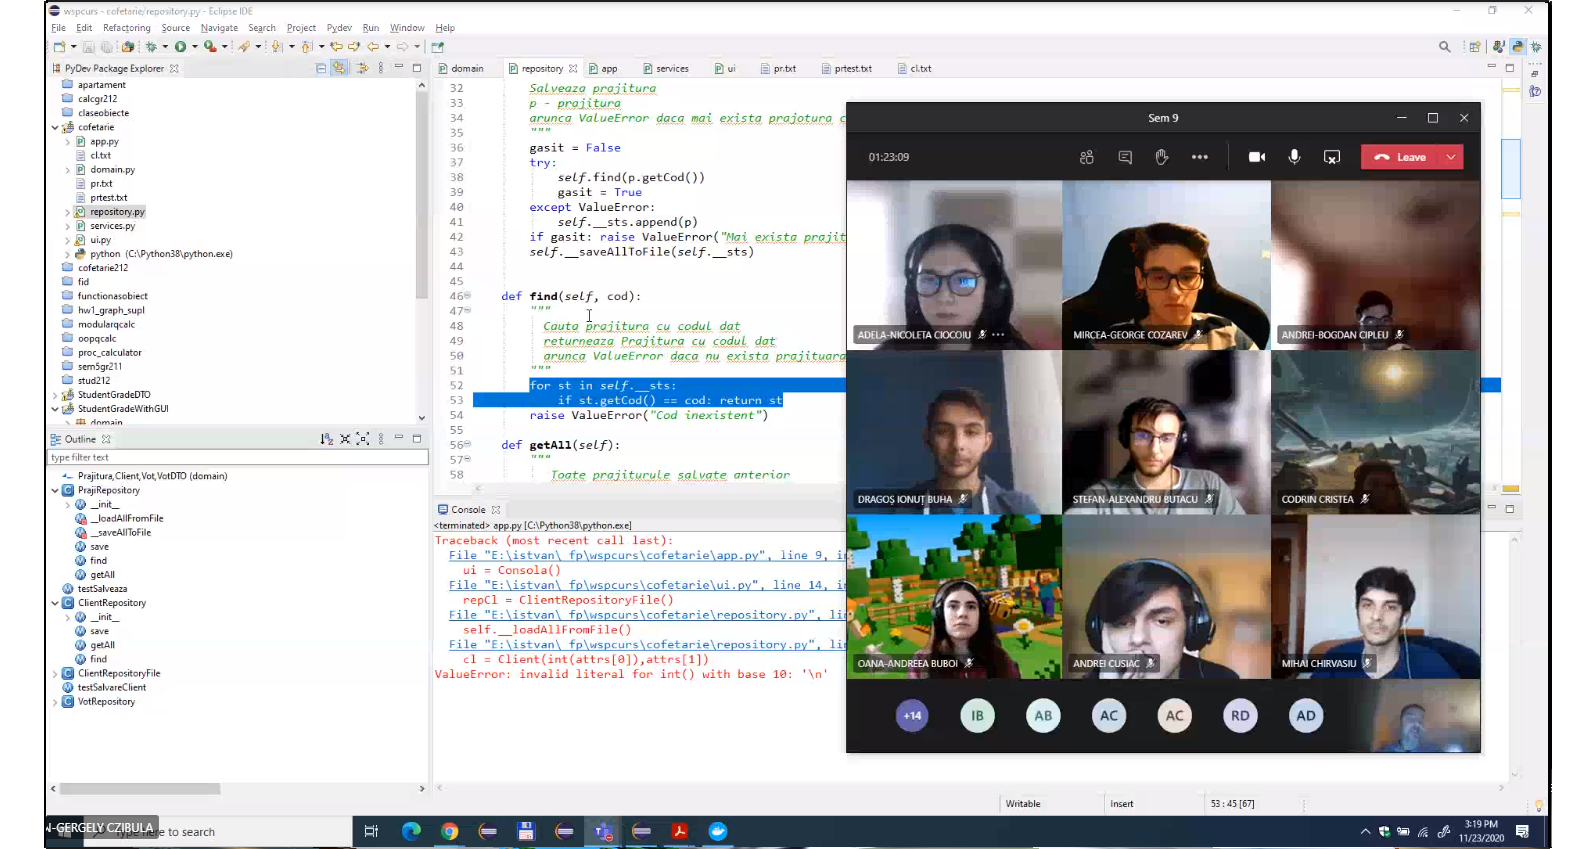 wspcurs - cofetarie/repository.py - Eclipse IDE
File Edit Refactoring Source Navigate Search Project Pydev Run Window Help
PyDev Package Explorer
apartament
calcgr212
claseobiecte
cofetarie
app.py
cl.txt
domain.py
pr.txt
prtest.txt
repository.py
services.py
ui.py
python (C:\Python38\python.exe)
cofetarie212
fid
functionasobiect
hw1_graph_supl
modularqcalc
oopqcalc
proc_calculator
sem5gr211
stud212
StudentGradeDTO
StudentGradeWithGUI
domain
Outline
type filter text
Prajitura,Client,Vot,VotDTO (domain)
PrajiRepository
__init__
__loadAllFromFile
__saveAllToFile
save
find
getAll
testSalveaza
ClientRepository
__init__
save
getAll
find
ClientRepositoryFile
testSalvareClient
VotRepository
domain repository app services ui pr.txt prtest.txt cl.txt
32 Salveaza prajitura
33 p - prajitura
34 arunca ValueError daca mai exista prajotura
35 """
36 gasit = False
37 try:
38 self.find(p.getCod())
39 gasit = True
40 except ValueError:
41 self.__sts.append(p)
42 if gasit: raise ValueError("Mai exista prajit
43 self.__saveAllToFile(self.__sts)
44
45
46 def find(self, cod):
47 """
48 Cauta prajitura cu codul dat
49 returneaza Prajitura cu codul dat
50 arunca ValueError daca nu exista prajituara
51 """
52 for st in self.__sts:
53 if st.getCod() == cod: return st
54 raise ValueError("Cod inexistent")
55
56 def getAll(self):
57 """
58 Toate prajiturule salvate anterior
Console
<terminated> app.py [C:\Python38\python.exe]
Traceback (most recent call last):
File "E:\istvan\_fp\wspcurs\cofetarie\app.py", line 9, i
ui = Consola()
File "E:\istvan\_fp\wspcurs\cofetarie\ui.py", line 14, i
repCl = ClientRepositoryFile()
File "E:\istvan\_fp\wspcurs\cofetarie\repository.py", li
self.__loadAllFromFile()
File "E:\istvan\_fp\wspcurs\cofetarie\repository.py", li
cl = Client(int(attrs[0]),attrs[1])
ValueError: invalid literal for int() with base 10: '\n'
Sem 9
01:23:09
Leave
ADELA-NICOLETA CIOCOIU
MIRCEA-GEORGE COZAREV
ANDREI-BOGDAN CIPLEU
DRAGOȘ IONUȚ BUHA
STEFAN-ALEXANDRU BUTACU
CODRIN CRISTEA
OANA-ANDREEA BUBOI
ANDREI CUSIAC
MIHAI CHIRVASIU
+14 IB AB AC AC RD AD
Writable Insert 53 : 45 [67]
N-GERGELY CZIBULA
here to search
3:19 PM
11/23/2020